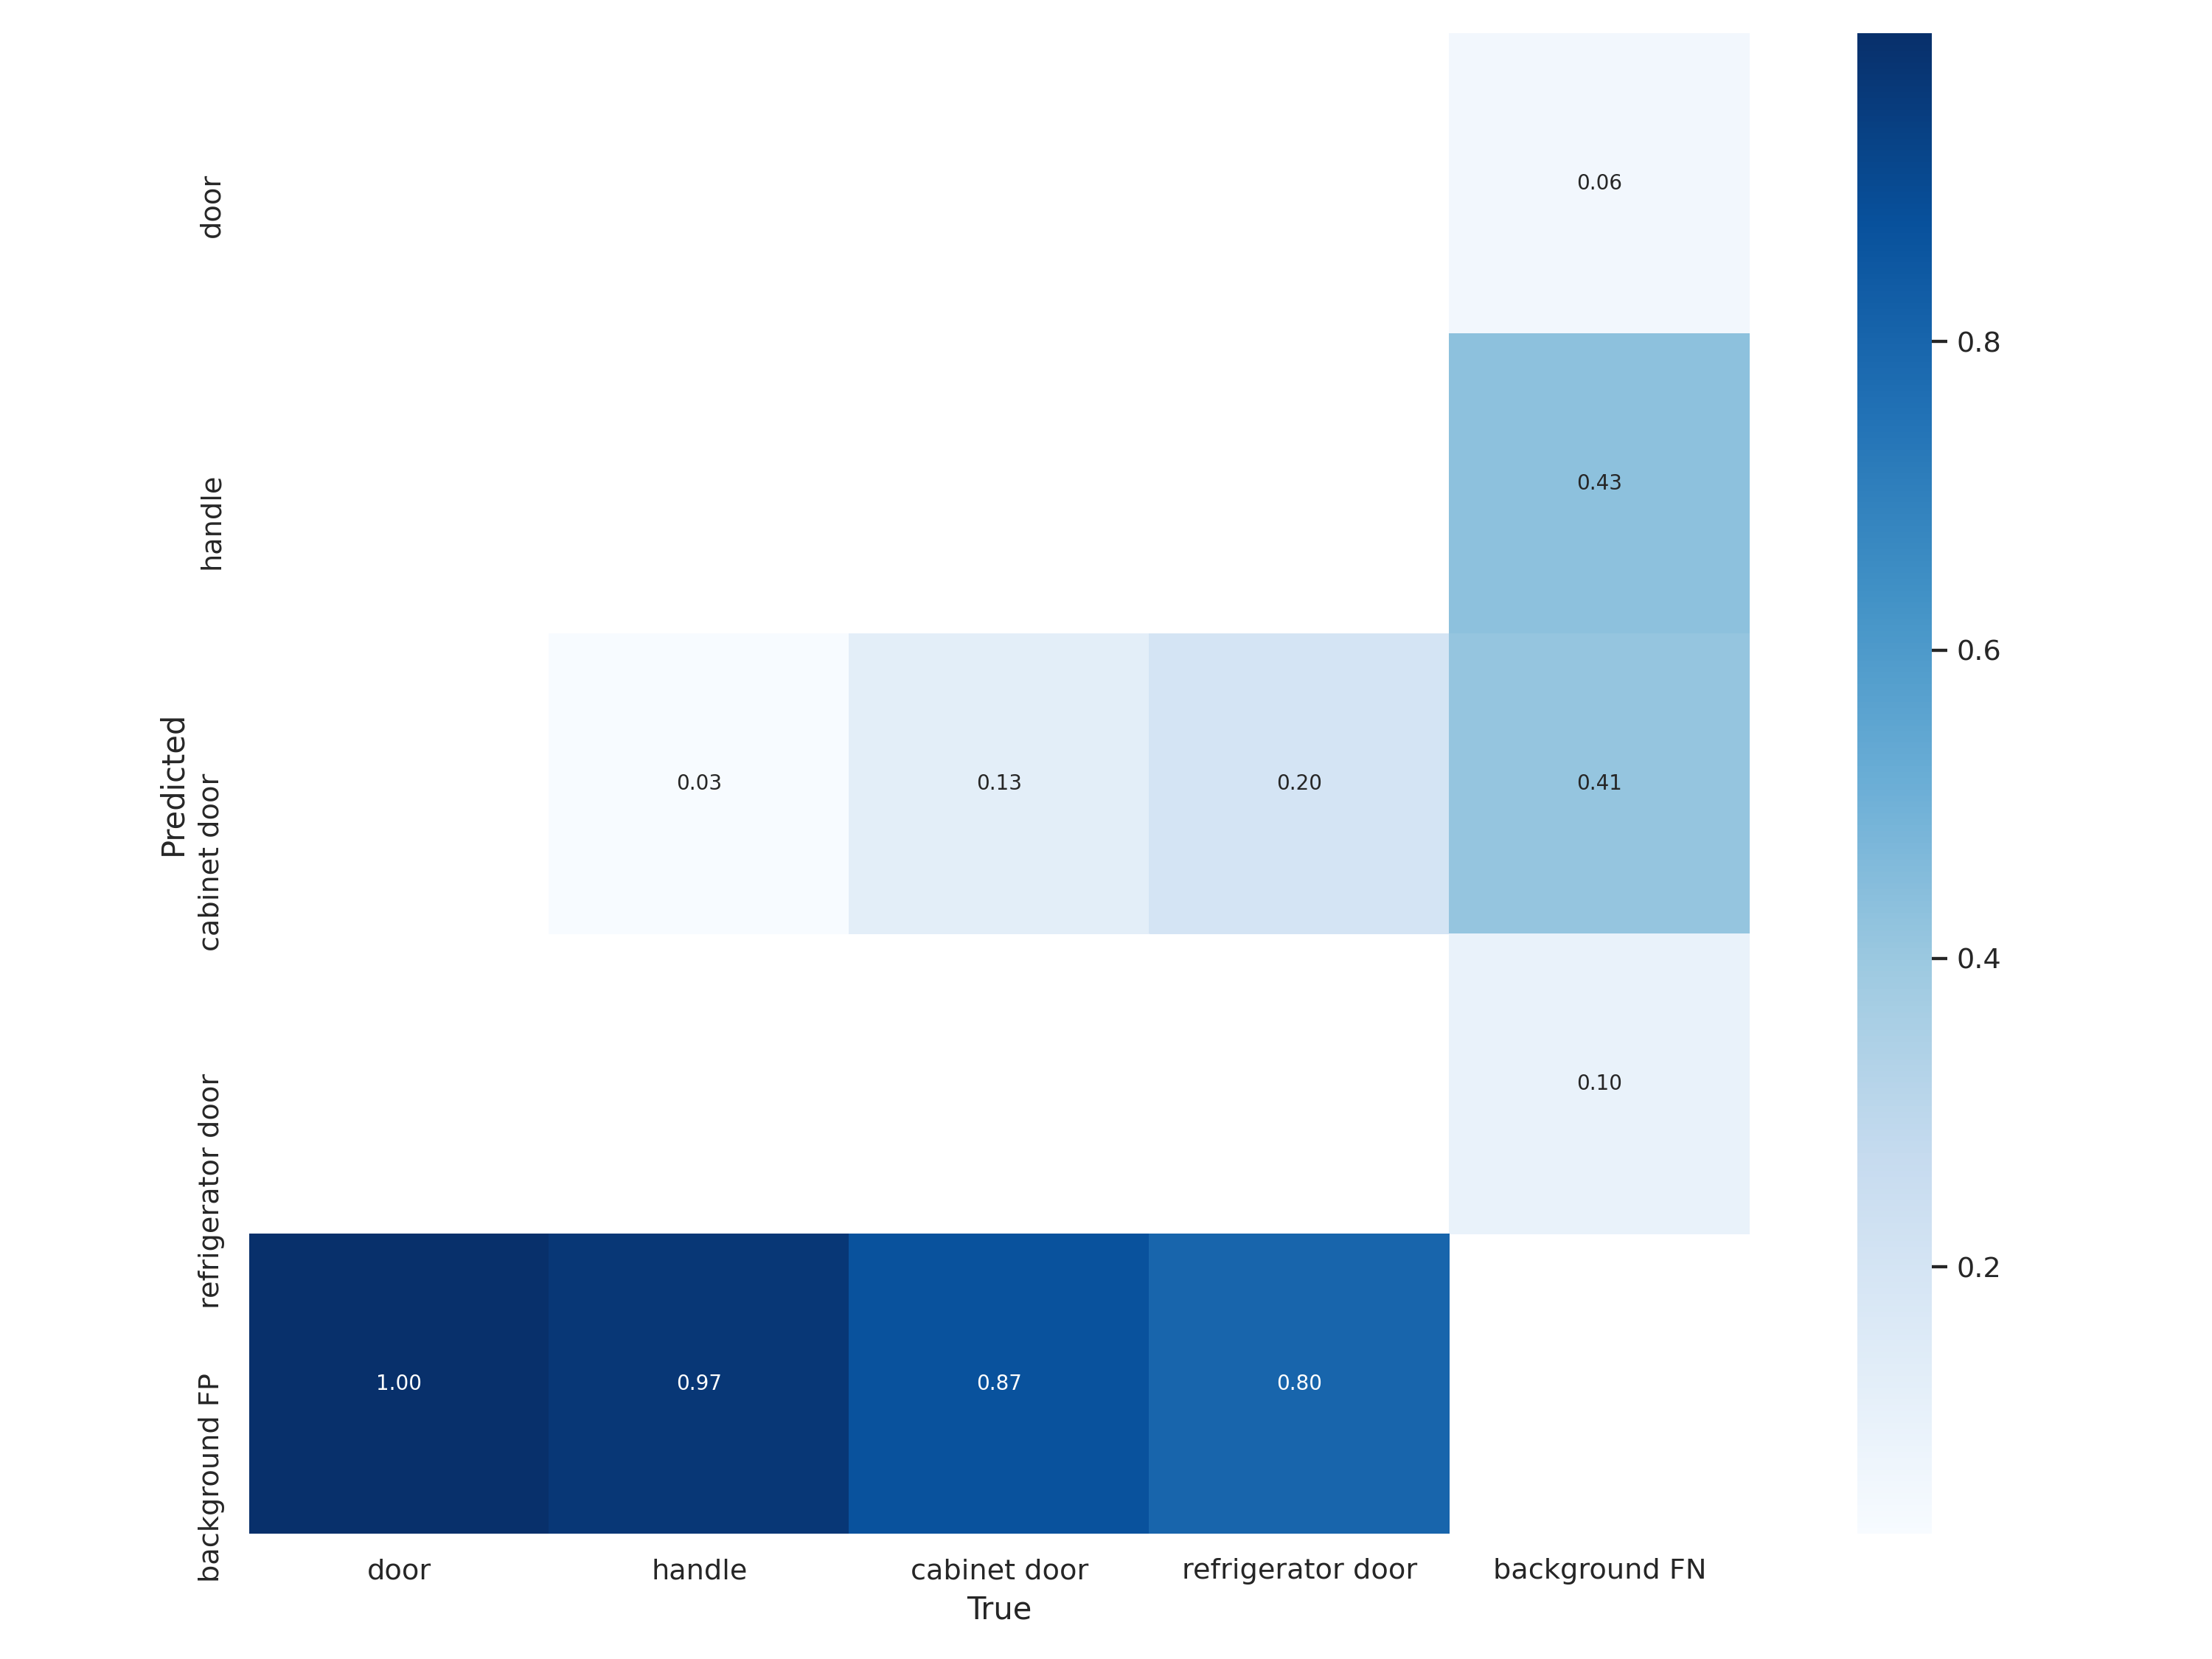 door
handle
cabinet door
refrigerator door
background FP
Predicted
0.06
0.43
0.03 0.13 0.20 0.41
0.10
1.00 0.97 0.87 0.80
door handle cabinet door refrigerator door background FN
True
0.8
0.6
0.4
0.2